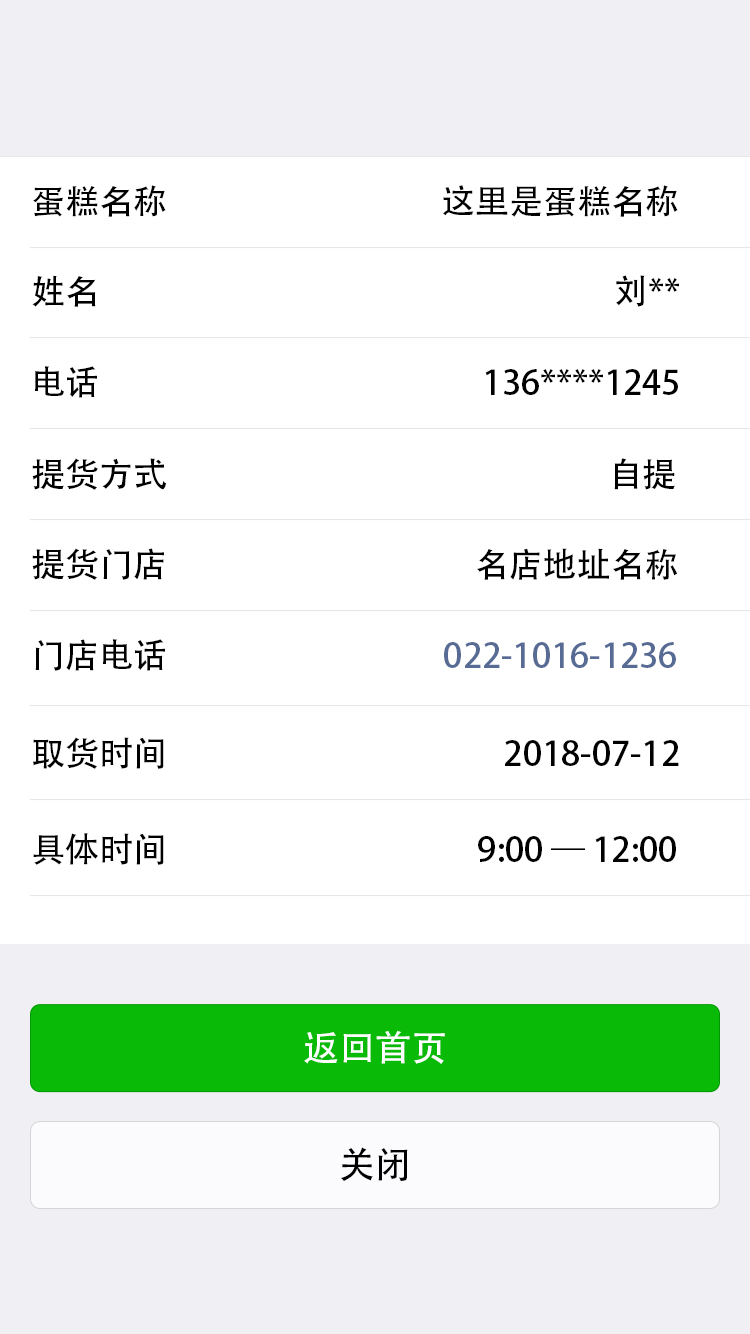 蛋糕名称 这里是蛋糕名称
姓名 刘**
电话 136****1245
提货方式 自提
提货门店 名店地址名称
门店电话 022-1016-1236
取货时间 2018-07-12
具体时间 9:00 — 12:00
返回首页
关闭